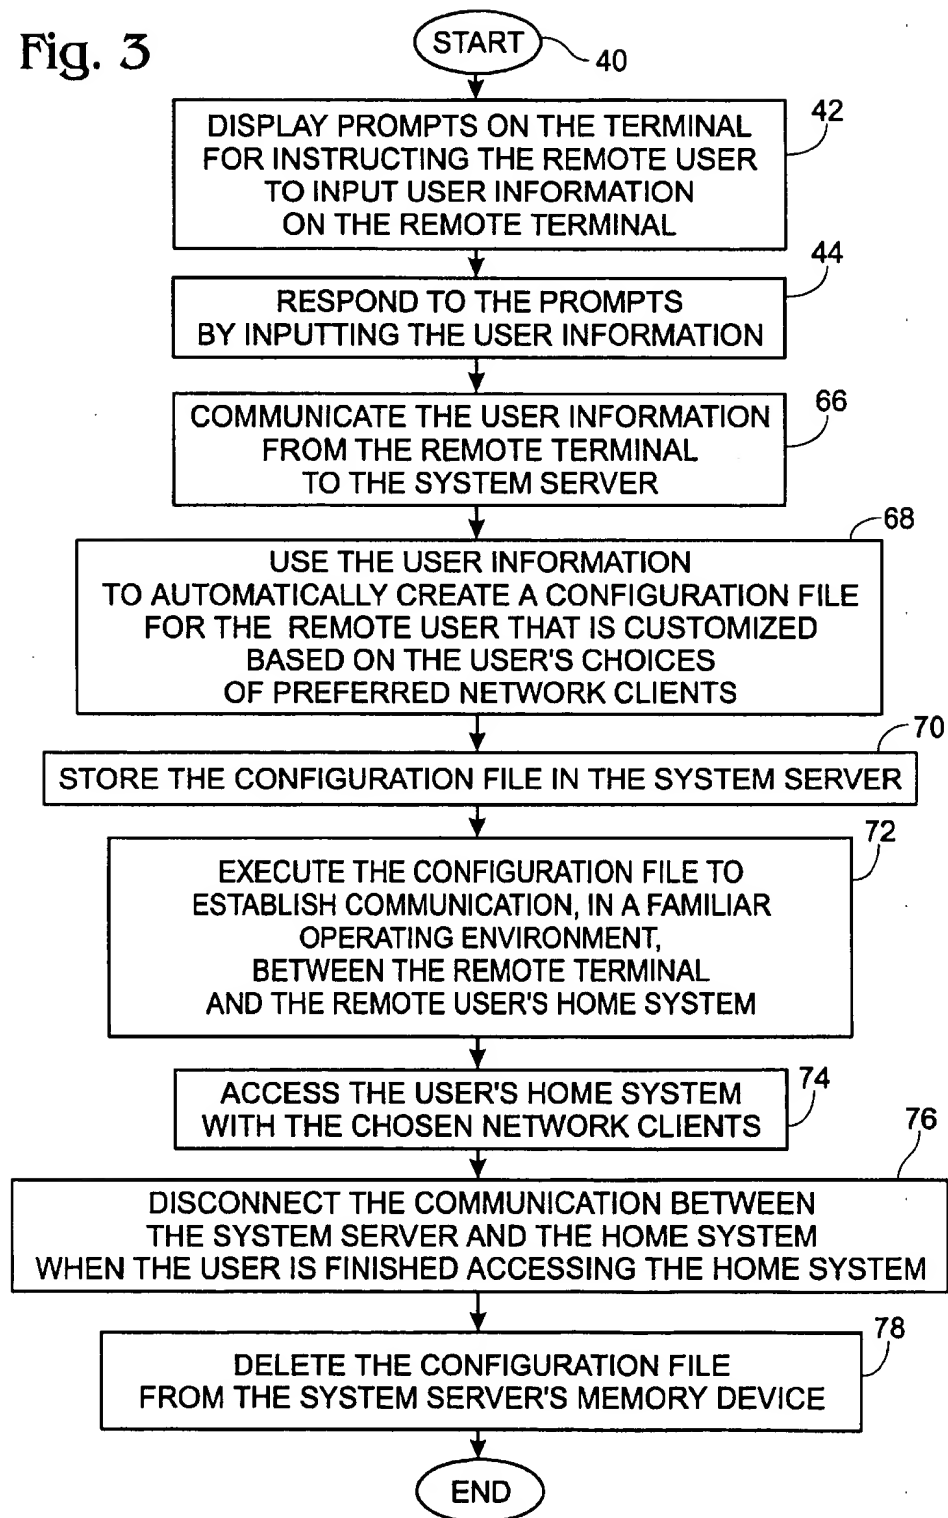 Fig. 3
START
40
42
DISPLAY PROMPTS ON THE TERMINAL
FOR INSTRUCTING THE REMOTE USER
TO INPUT USER INFORMATION
ON THE REMOTE TERMINAL
44
RESPOND TO THE PROMPTS
BY INPUTTING THE USER INFORMATION
66
COMMUNICATE THE USER INFORMATION
FROM THE REMOTE TERMINAL
TO THE SYSTEM SERVER
68
USE THE USER INFORMATION
TO AUTOMATICALLY CREATE A CONFIGURATION FILE
FOR THE REMOTE USER THAT IS CUSTOMIZED
BASED ON THE USER'S CHOICES
OF PREFERRED NETWORK CLIENTS
70
STORE THE CONFIGURATION FILE IN THE SYSTEM SERVER
72
EXECUTE THE CONFIGURATION FILE TO
ESTABLISH COMMUNICATION, IN A FAMILIAR
OPERATING ENVIRONMENT,
BETWEEN THE REMOTE TERMINAL
AND THE REMOTE USER'S HOME SYSTEM
74
ACCESS THE USER'S HOME SYSTEM
WITH THE CHOSEN NETWORK CLIENTS
76
DISCONNECT THE COMMUNICATION BETWEEN
THE SYSTEM SERVER AND THE HOME SYSTEM
WHEN THE USER IS FINISHED ACCESSING THE HOME SYSTEM
78
DELETE THE CONFIGURATION FILE
FROM THE SYSTEM SERVER'S MEMORY DEVICE
END